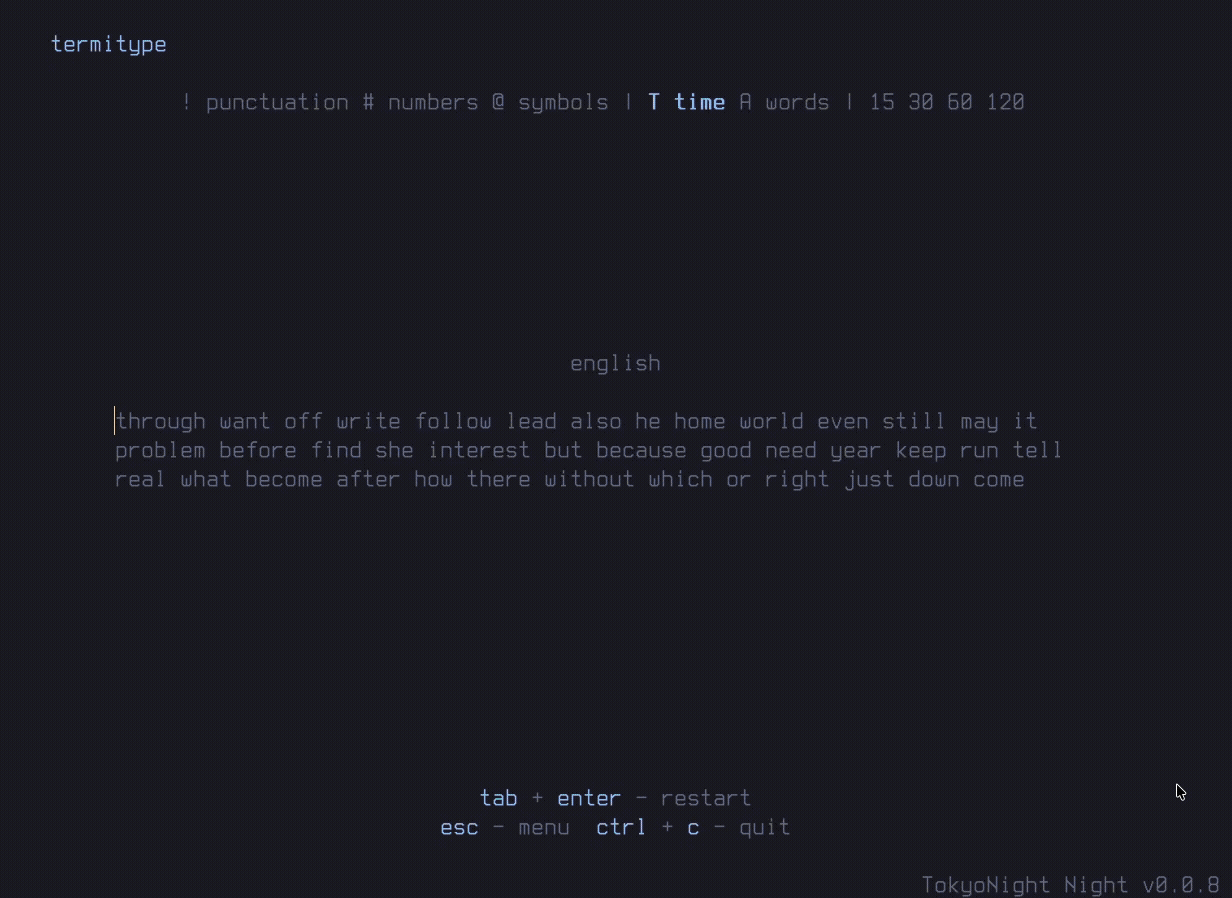 termitype
! punctuation # numbers @ symbols | T time A words | 15 30 60 120
english
through want off write follow lead also he home world even still may it
problem before find she interest but because good need year keep run tell
real what become after how there without which or right just down come
tab + enter - restart
esc - menu  ctrl + c - quit
TokyoNight Night v0.0.8